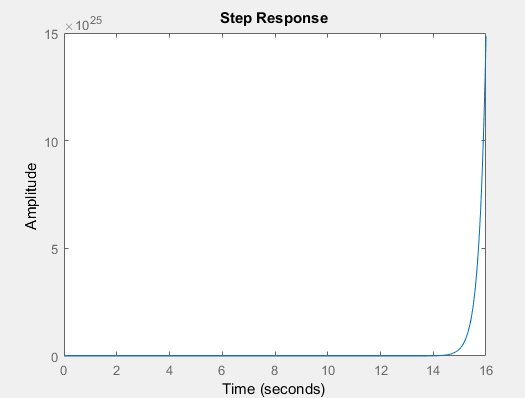 Step Response
×10^25
15
10
5
0
0 2 4 6 8 10 12 14 16
Amplitude
Time (seconds)